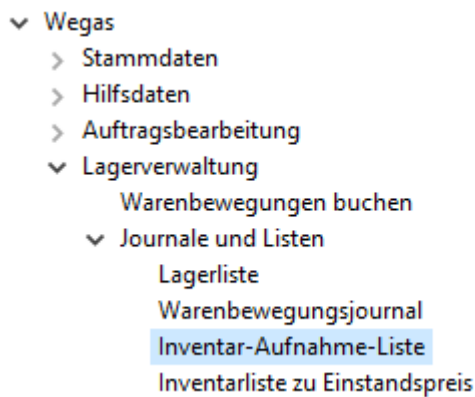 Wegas
Stammdaten
Hilfsdaten
Auftragsbearbeitung
Lagerverwaltung
Warenbewegungen buchen
Journale und Listen
Lagerliste
Warenbewegungsjournal
Inventar-Aufnahme-Liste
Inventarliste zu Einstandspreis